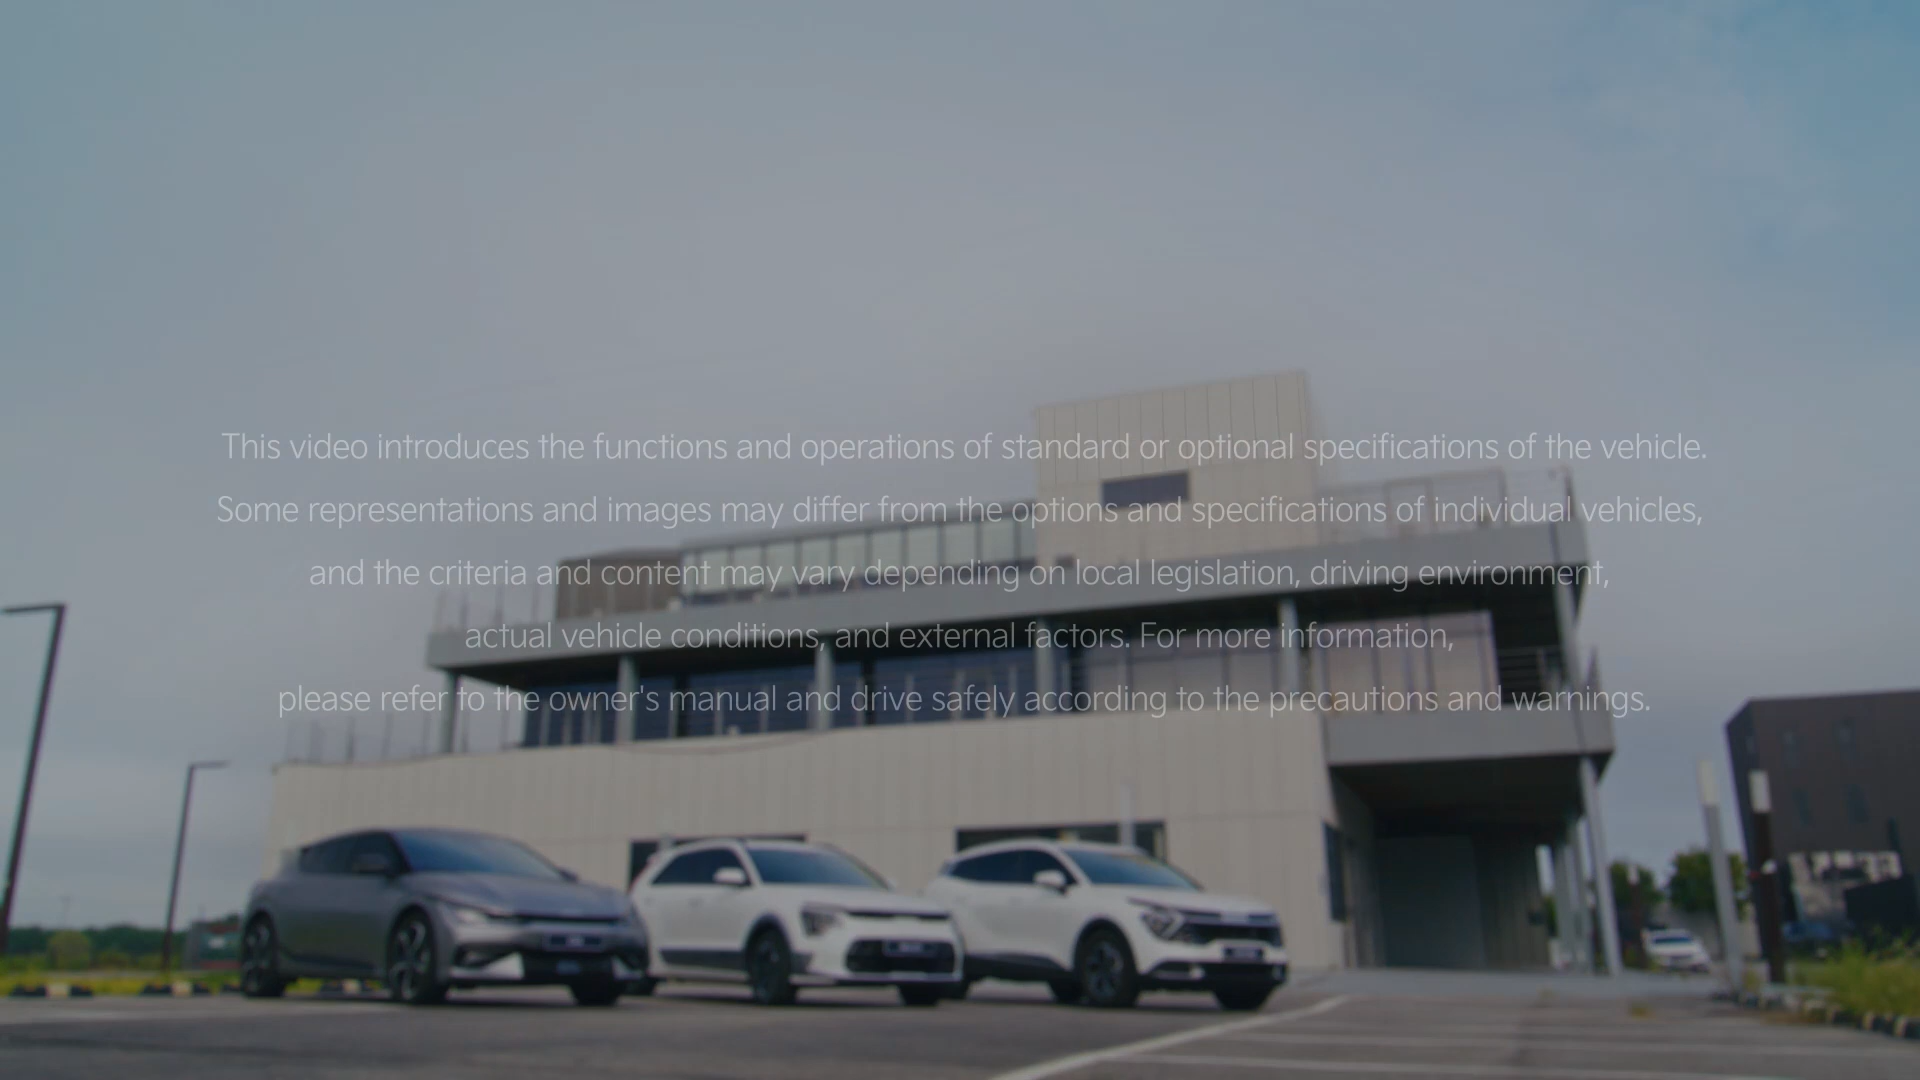 This video introduces the functions and operations of standard or optional specifications of the vehicle.
Some representations and images may differ from the options and specifications of individual vehicles,
and the criteria and content may vary depending on local legislation, driving environment,
actual vehicle conditions, and external factors. For more information,
please refer to the owner's manual and drive safely according to the precautions and warnings.